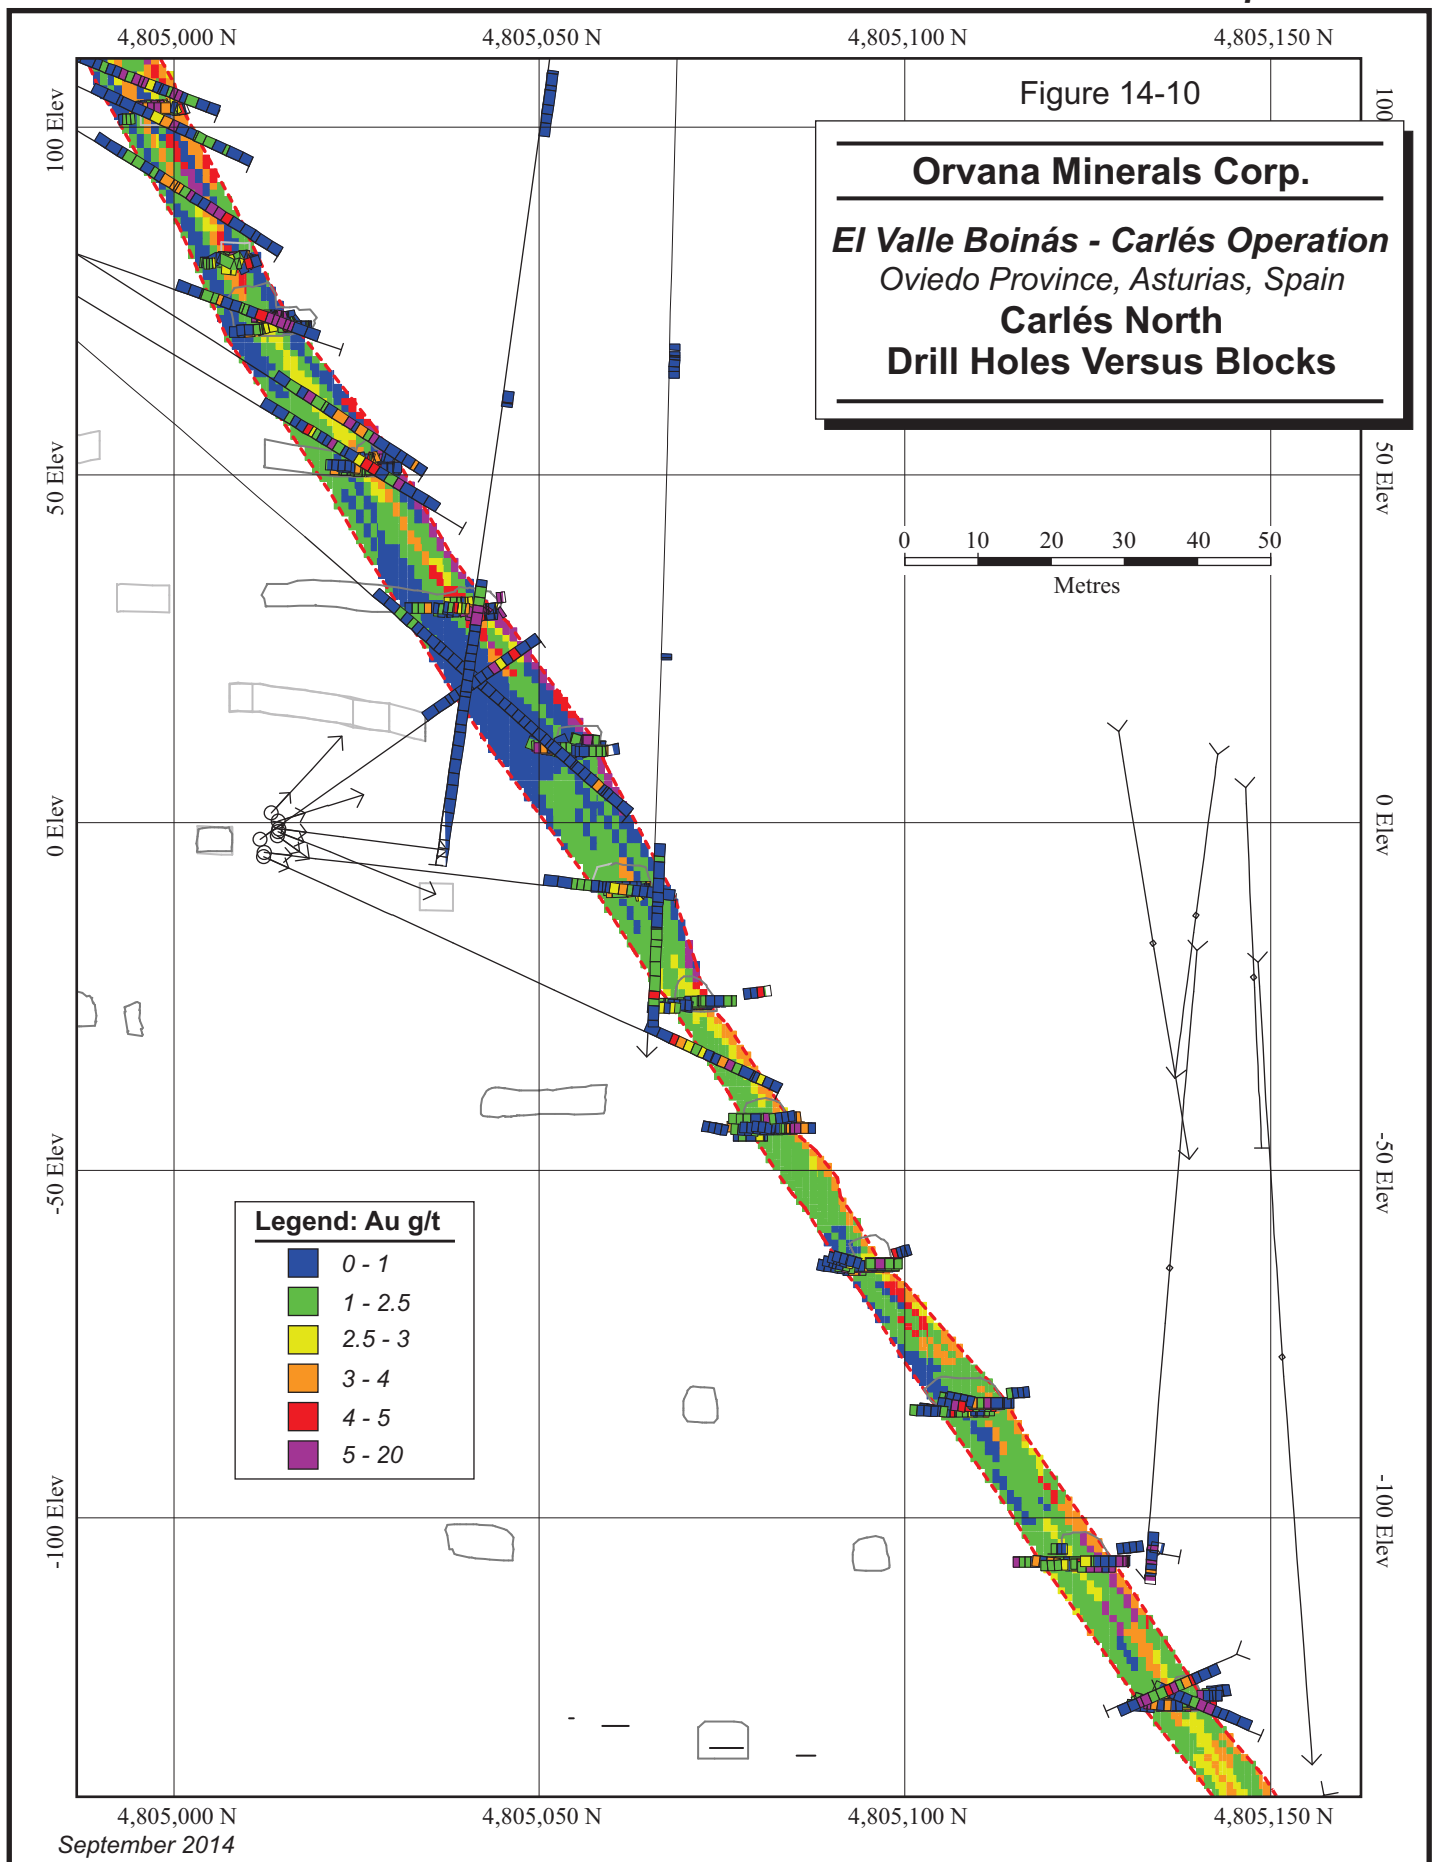 4,805,000 N 4,805,050 N 4,805,100 N 4,805,150 N
Figure 14-10
Orvana Minerals Corp.
El Valle Boinás - Carlés Operation
Oviedo Province, Asturias, Spain
Carlés North
Drill Holes Versus Blocks
100 Elev
50 Elev
0 Elev
-50 Elev
-100 Elev
100
50 Elev
0 Elev
-50 Elev
-100 Elev
0 10 20 30 40 50
Metres
Legend: Au g/t
0 - 1
1 - 2.5
2.5 - 3
3 - 4
4 - 5
5 - 20
4,805,000 N 4,805,050 N 4,805,100 N 4,805,150 N
September 2014